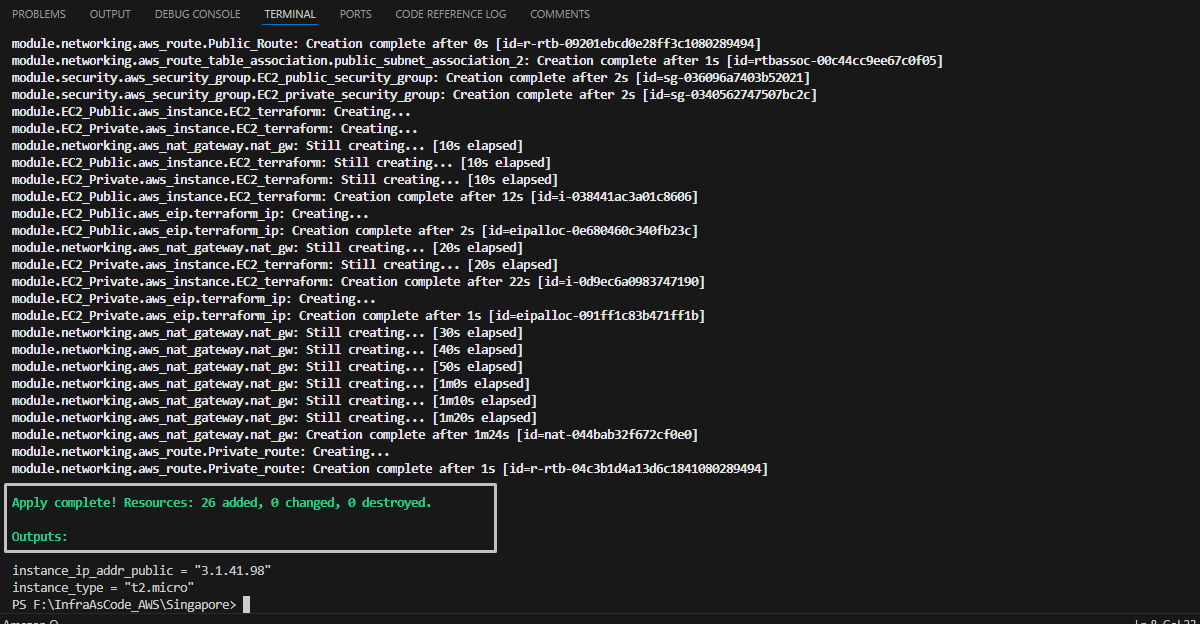 PROBLEMS OUTPUT DEBUG CONSOLE TERMINAL PORTS CODE REFERENCE LOG COMMENTS
module.networking.aws_route.Public_Route: Creation complete after 0s [id=r-rtb-09201ebcd0e28ff3c1080289494]
module.networking.aws_route_table_association.public_subnet_association_2: Creation complete after 1s [id=rtbassoc-00c44cc9ee67c0f05]
module.security.aws_security_group.EC2_public_security_group: Creation complete after 2s [id=sg-036096a7403b52021]
module.security.aws_security_group.EC2_private_security_group: Creation complete after 2s [id=sg-0340562747507bc2c]
module.EC2_Public.aws_instance.EC2_terraform: Creating...
module.EC2_Private.aws_instance.EC2_terraform: Creating...
module.networking.aws_nat_gateway.nat_gw: Still creating... [10s elapsed]
module.EC2_Public.aws_instance.EC2_terraform: Still creating... [10s elapsed]
module.EC2_Private.aws_instance.EC2_terraform: Still creating... [10s elapsed]
module.EC2_Public.aws_instance.EC2_terraform: Creation complete after 12s [id=i-038441ac3a01c8606]
module.EC2_Public.aws_eip.terraform_ip: Creating...
module.EC2_Public.aws_eip.terraform_ip: Creation complete after 2s [id=eipalloc-0e680460c340fb23c]
module.networking.aws_nat_gateway.nat_gw: Still creating... [20s elapsed]
module.EC2_Private.aws_instance.EC2_terraform: Still creating... [20s elapsed]
module.EC2_Private.aws_instance.EC2_terraform: Creation complete after 22s [id=i-0d9ec6a0983747190]
module.EC2_Private.aws_eip.terraform_ip: Creating...
module.EC2_Private.aws_eip.terraform_ip: Creation complete after 1s [id=eipalloc-091ff1c83b471ff1b]
module.networking.aws_nat_gateway.nat_gw: Still creating... [30s elapsed]
module.networking.aws_nat_gateway.nat_gw: Still creating... [40s elapsed]
module.networking.aws_nat_gateway.nat_gw: Still creating... [50s elapsed]
module.networking.aws_nat_gateway.nat_gw: Still creating... [1m0s elapsed]
module.networking.aws_nat_gateway.nat_gw: Still creating... [1m10s elapsed]
module.networking.aws_nat_gateway.nat_gw: Still creating... [1m20s elapsed]
module.networking.aws_nat_gateway.nat_gw: Creation complete after 1m24s [id=nat-044bab32f672cf0e0]
module.networking.aws_route.Private_route: Creating...
module.networking.aws_route.Private_route: Creation complete after 1s [id=r-rtb-04c3b1d4a13d6c1841080289494]
Apply complete! Resources: 26 added, 0 changed, 0 destroyed.
Outputs:
instance_ip_addr_public = "3.1.41.98"
instance_type = "t2.micro"
PS F:\InfraAsCode_AWS\Singapore>